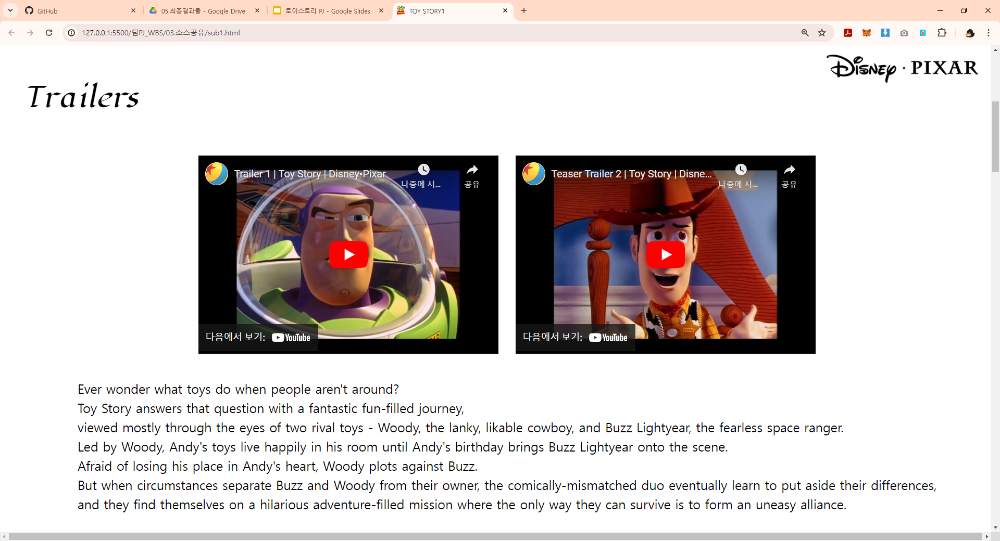 GitHub
05.최종결과물 - Google Drive
토이스토리 PJ - Google Slides
TOY STORY1
127.0.0.1:5500/팀PJ_WBS/03.소스공유/sub1.html
Disney · PIXAR
Trailers
Trailer 1 | Toy Story | Disney•Pixar
나중에 시...
공유
다음에서 보기: YouTube
Teaser Trailer 2 | Toy Story | Disne...
나중에 시...
공유
다음에서 보기: YouTube
Ever wonder what toys do when people aren't around?
Toy Story answers that question with a fantastic fun-filled journey,
viewed mostly through the eyes of two rival toys - Woody, the lanky, likable cowboy, and Buzz Lightyear, the fearless space ranger.
Led by Woody, Andy's toys live happily in his room until Andy's birthday brings Buzz Lightyear onto the scene.
Afraid of losing his place in Andy's heart, Woody plots against Buzz.
But when circumstances separate Buzz and Woody from their owner, the comically-mismatched duo eventually learn to put aside their differences,
and they find themselves on a hilarious adventure-filled mission where the only way they can survive is to form an uneasy alliance.